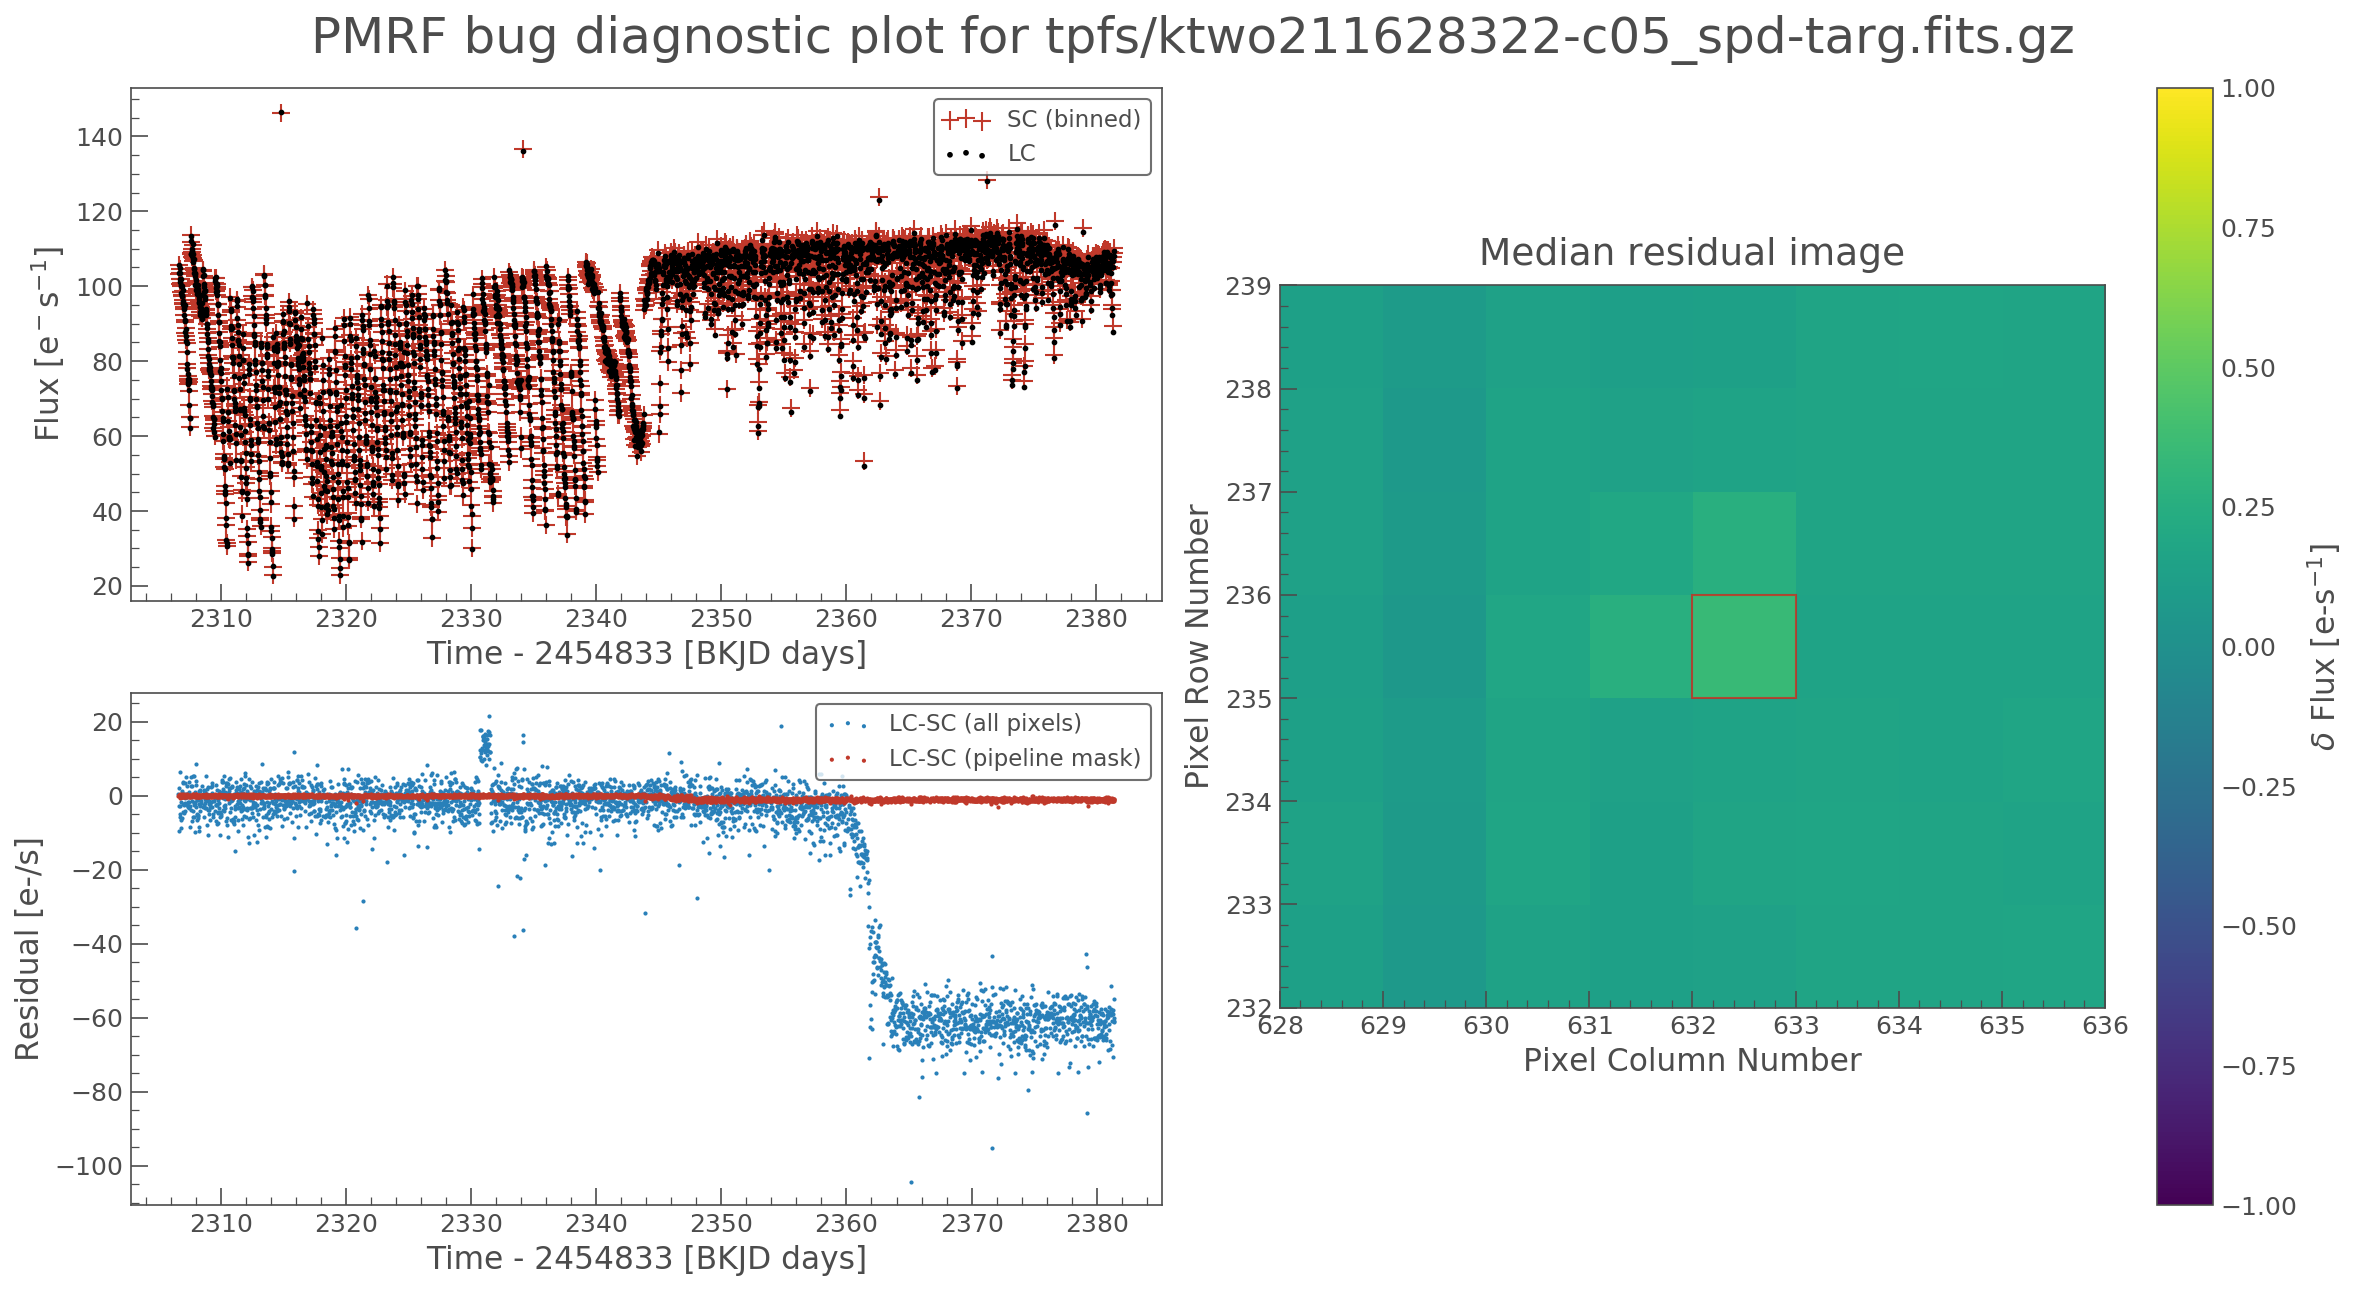 PMRF bug diagnostic plot for tpfs/ktwo211628322-c05_spd-targ.fits.gz
140
120
100
80
60
40
20
Flux [e⁻ s⁻¹]
SC (binned)
LC
2310 2320 2330 2340 2350 2360 2370 2380
Time - 2454833 [BKJD days]
20
0
−20
−40
−60
−80
−100
Residual [e-/s]
LC-SC (all pixels)
LC-SC (pipeline mask)
2310 2320 2330 2340 2350 2360 2370 2380
Time - 2454833 [BKJD days]
Median residual image
239
238
237
236
235
234
233
232
Pixel Row Number
628 629 630 631 632 633 634 635 636
Pixel Column Number
1.00
0.75
0.50
0.25
0.00
−0.25
−0.50
−0.75
−1.00
δ Flux [e-s⁻¹]